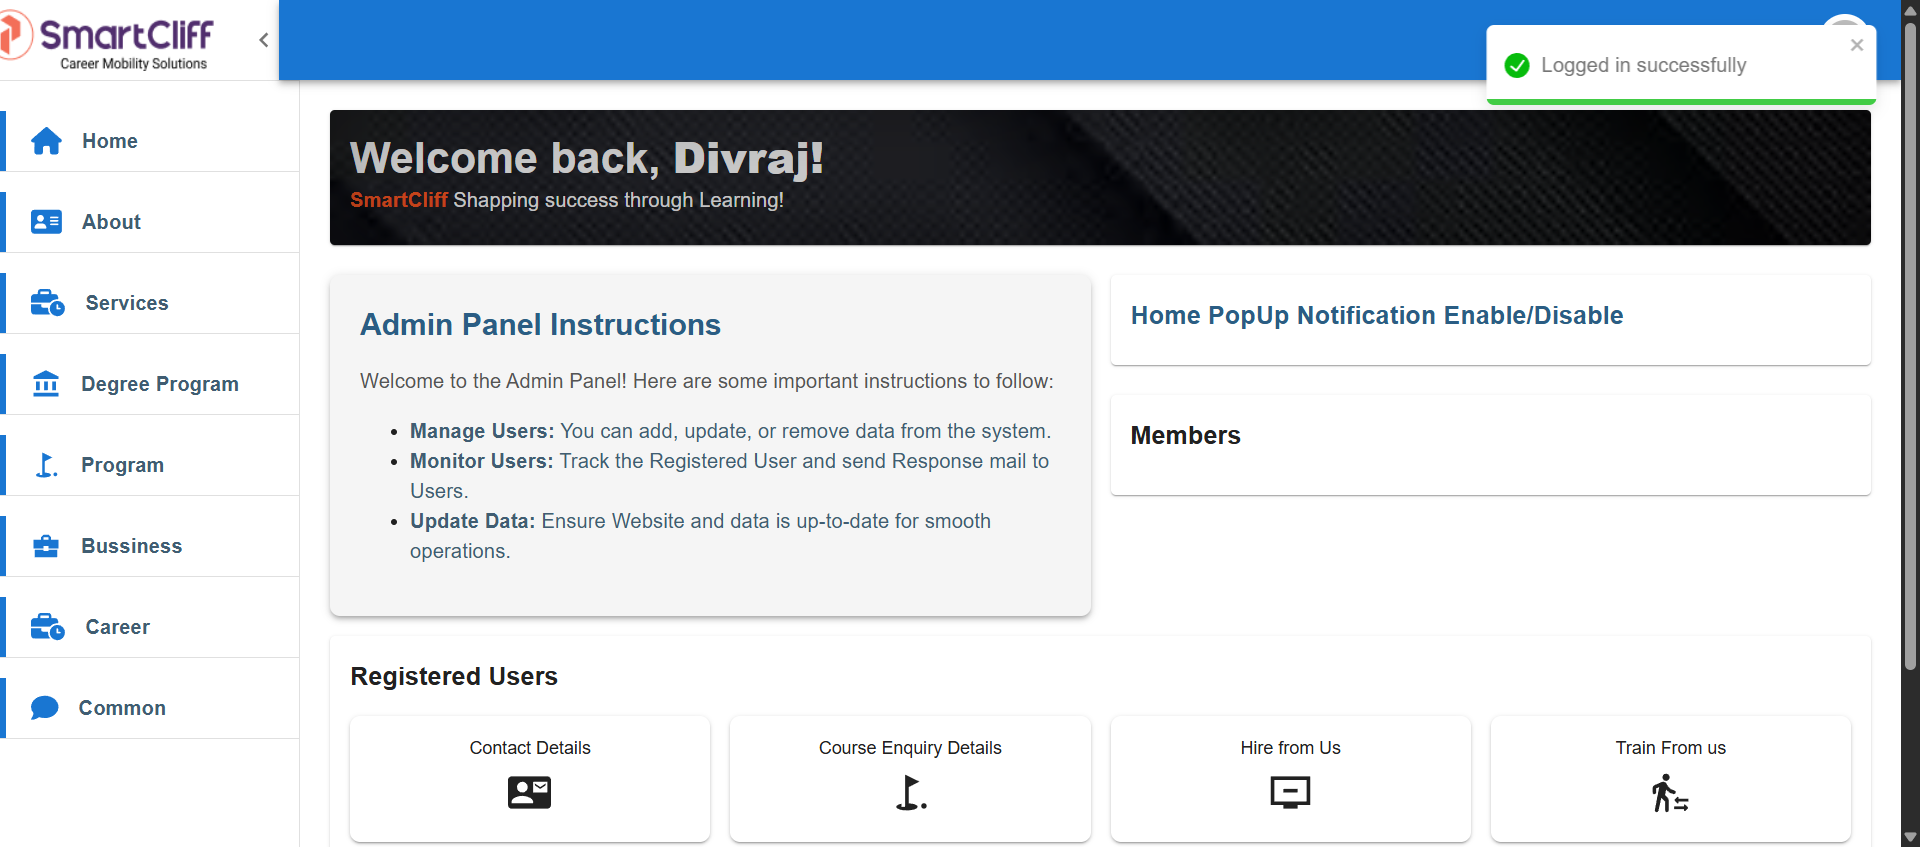 SmartCliff
Career Mobility Solutions
Logged in successfully
Home
About
Services
Degree Program
Program
Bussiness
Career
Common
Welcome back, Divraj!
SmartCliff Shapping success through Learning!
Admin Panel Instructions
Welcome to the Admin Panel! Here are some important instructions to follow:
Manage Users: You can add, update, or remove data from the system.
Monitor Users: Track the Registered User and send Response mail to
Users.
Update Data: Ensure Website and data is up-to-date for smooth
operations.
Home PopUp Notification Enable/Disable
Members
Registered Users
Contact Details
Course Enquiry Details
Hire from Us
Train From us